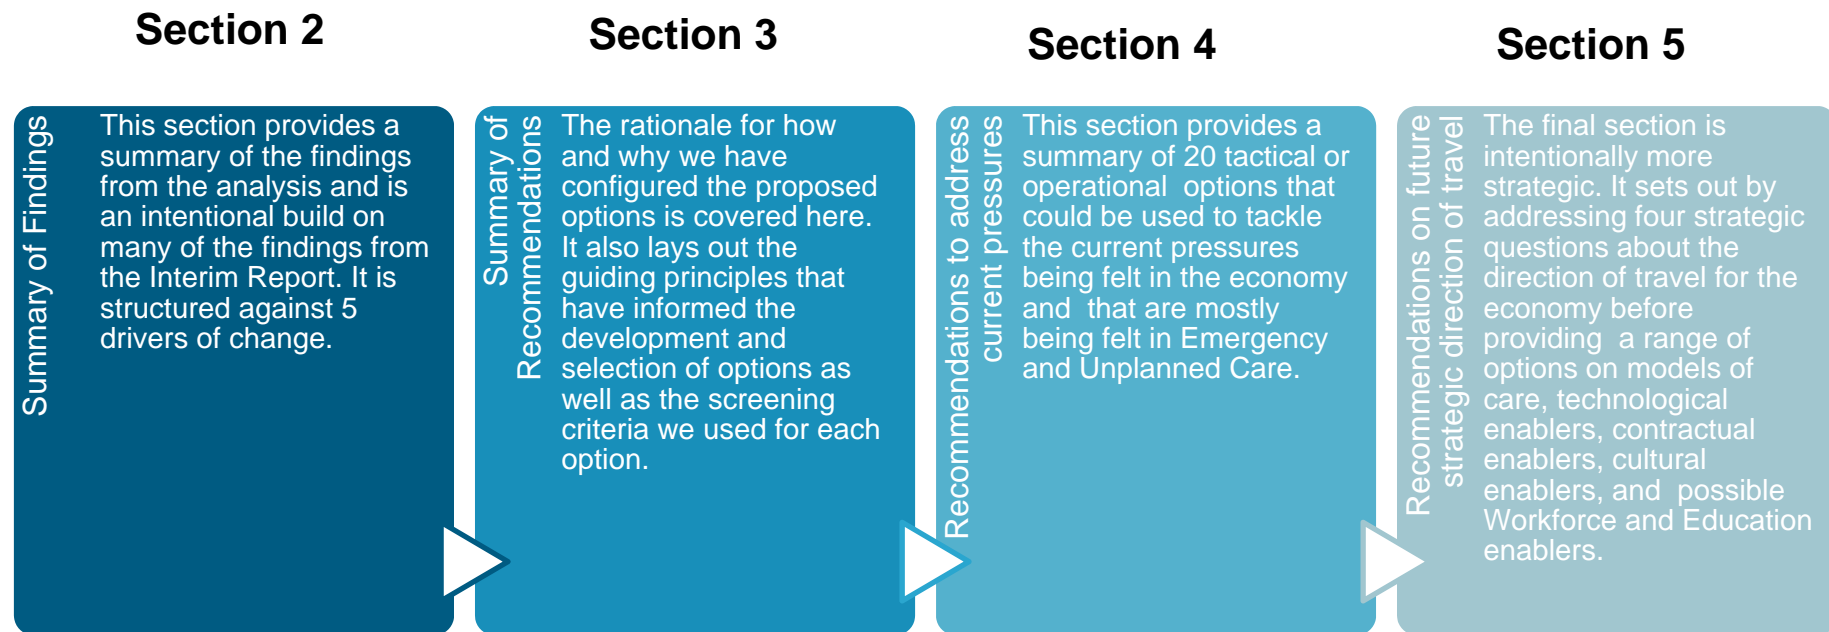 Section 2
Summary of Findings
This section provides a
summary of the findings
from the analysis and is
an intentional build on
many of the findings from
the Interim Report. It is
structured against 5
drivers of change.
Section 3
Summary of
Recommendations
The rationale for how
and why we have
configured the proposed
options is covered here.
It also lays out the
guiding principles that
have informed the
development and
selection of options as
well as the screening
criteria we used for each
option.
Section 4
Recommendations to address
current pressures
This section provides a
summary of 20 tactical or
operational options that
could be used to tackle
the current pressures
being felt in the economy
and that are mostly
being felt in Emergency
and Unplanned Care.
Section 5
Recommendations on future
strategic direction of travel
The final section is
intentionally more
strategic. It sets out by
addressing four strategic
questions about the
direction of travel for the
economy before
providing a range of
options on models of
care, technological
enablers, contractual
enablers, cultural
enablers, and possible
Workforce and Education
enablers.